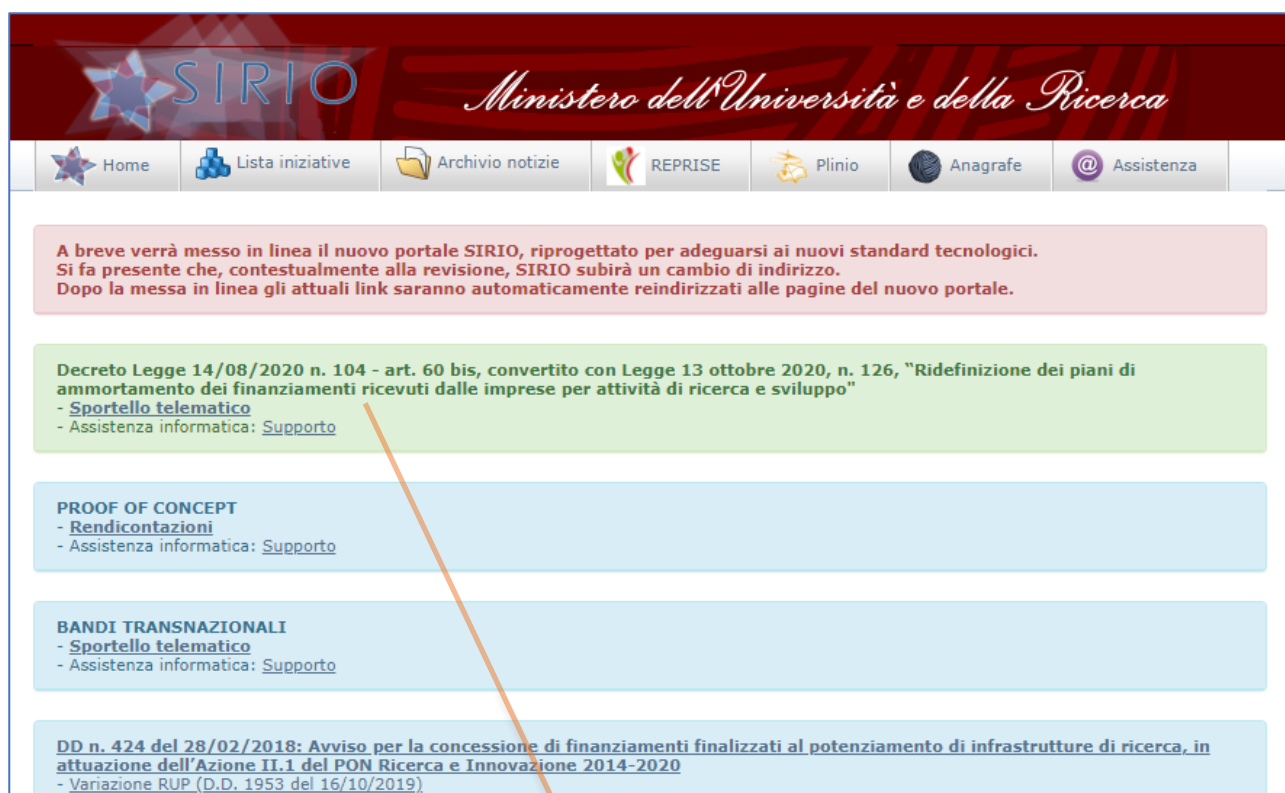 SIRIO
Ministero dell'Università e della Ricerca
Home Lista iniziative Archivio notizie REPRISE Plinio Anagrafe Assistenza
A breve verrà messo in linea il nuovo portale SIRIO, riprogettato per adeguarsi ai nuovi standard tecnologici.
Si fa presente che, contestualmente alla revisione, SIRIO subirà un cambio di indirizzo.
Dopo la messa in linea gli attuali link saranno automaticamente reindirizzati alle pagine del nuovo portale.
Decreto Legge 14/08/2020 n. 104 - art. 60 bis, convertito con Legge 13 ottobre 2020, n. 126, "Ridefinizione dei piani di
ammortamento dei finanziamenti ricevuti dalle imprese per attività di ricerca e sviluppo"
- Sportello telematico
- Assistenza informatica: Supporto
PROOF OF CONCEPT
- Rendicontazioni
- Assistenza informatica: Supporto
BANDI TRANSNAZIONALI
- Sportello telematico
- Assistenza informatica: Supporto
DD n. 424 del 28/02/2018: Avviso per la concessione di finanziamenti finalizzati al potenziamento di infrastrutture di ricerca, in
attuazione dell'Azione II.1 del PON Ricerca e Innovazione 2014-2020
- Variazione RUP (D.D. 1953 del 16/10/2019)